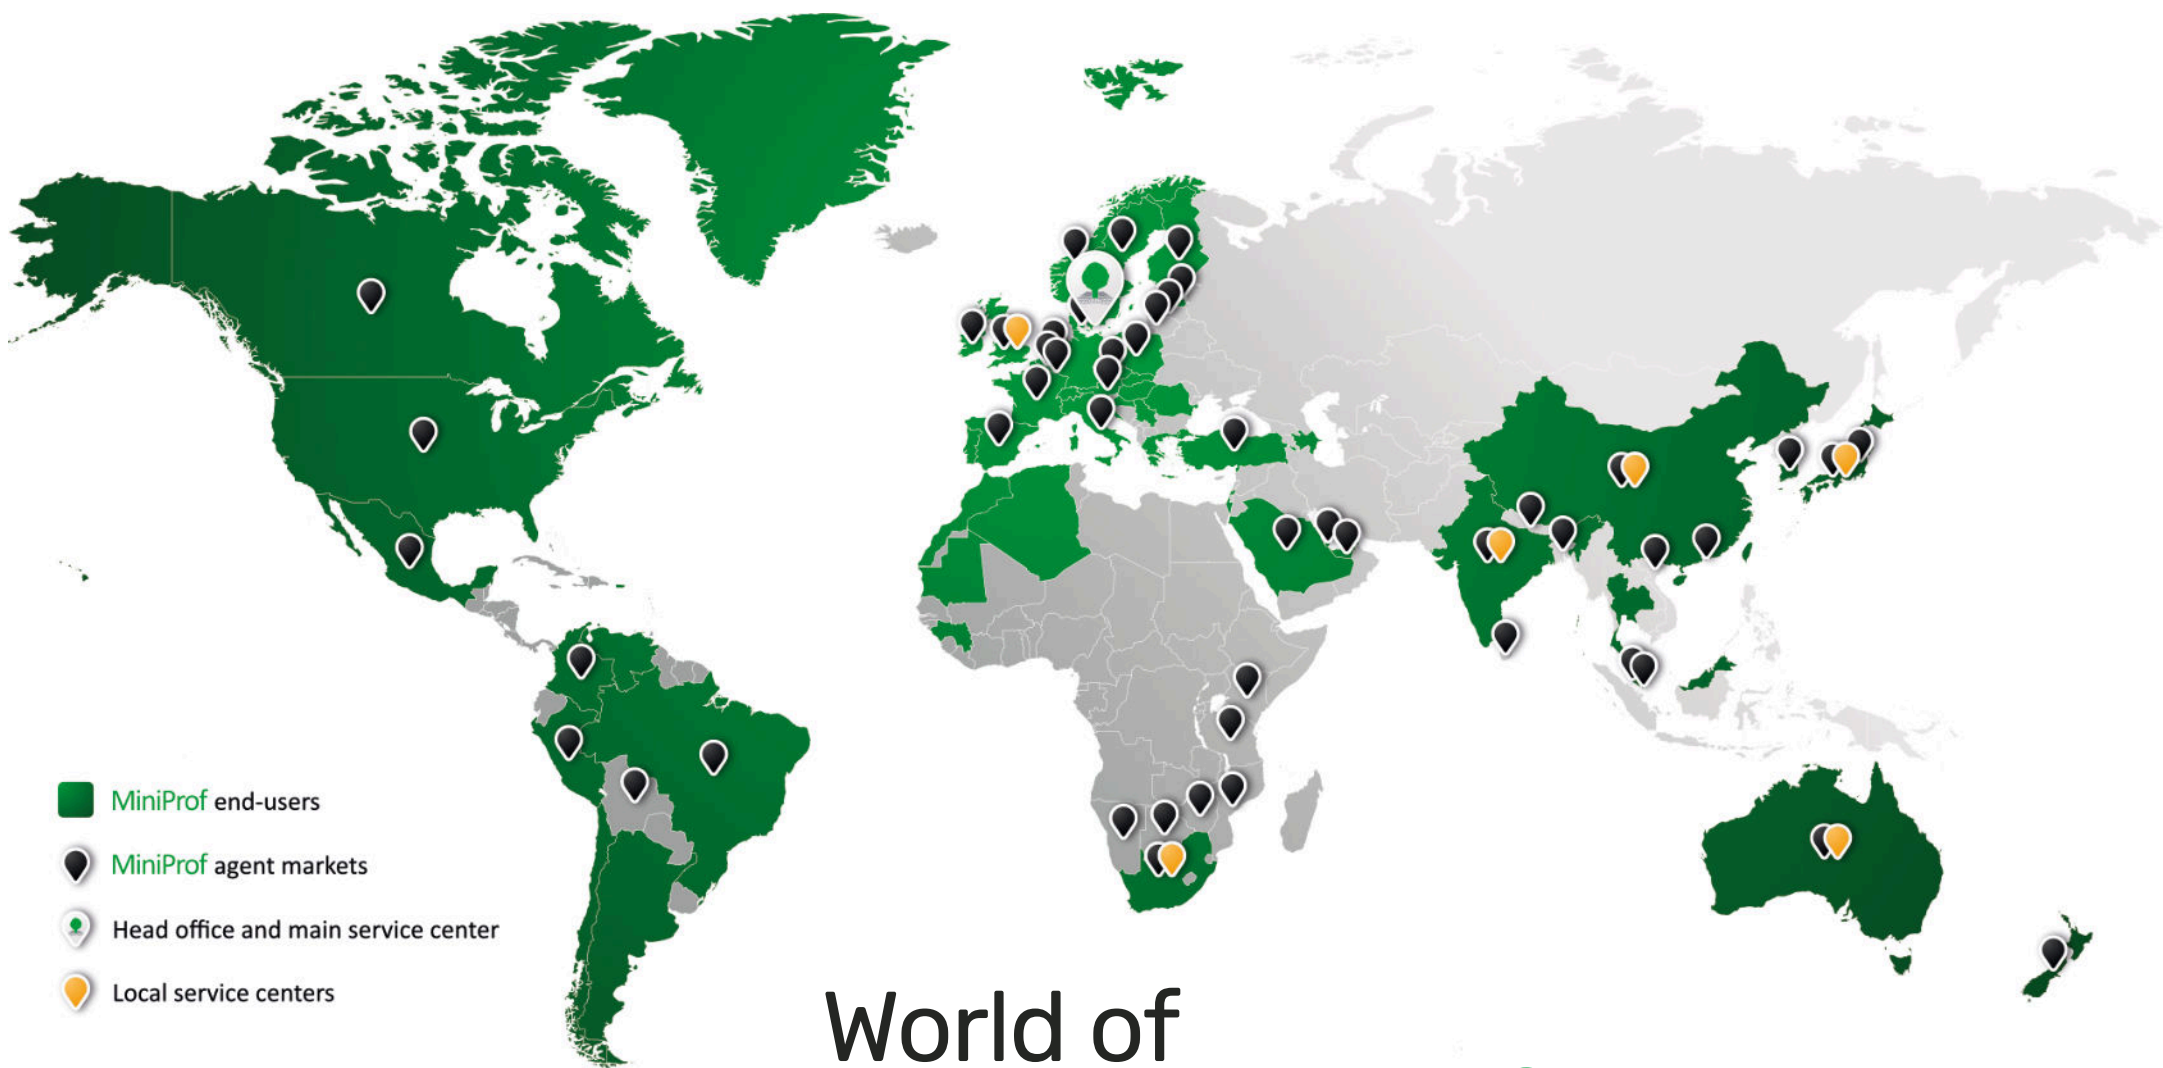 MiniProf end-users
MiniProf agent markets
Head office and main service center
Local service centers
World of